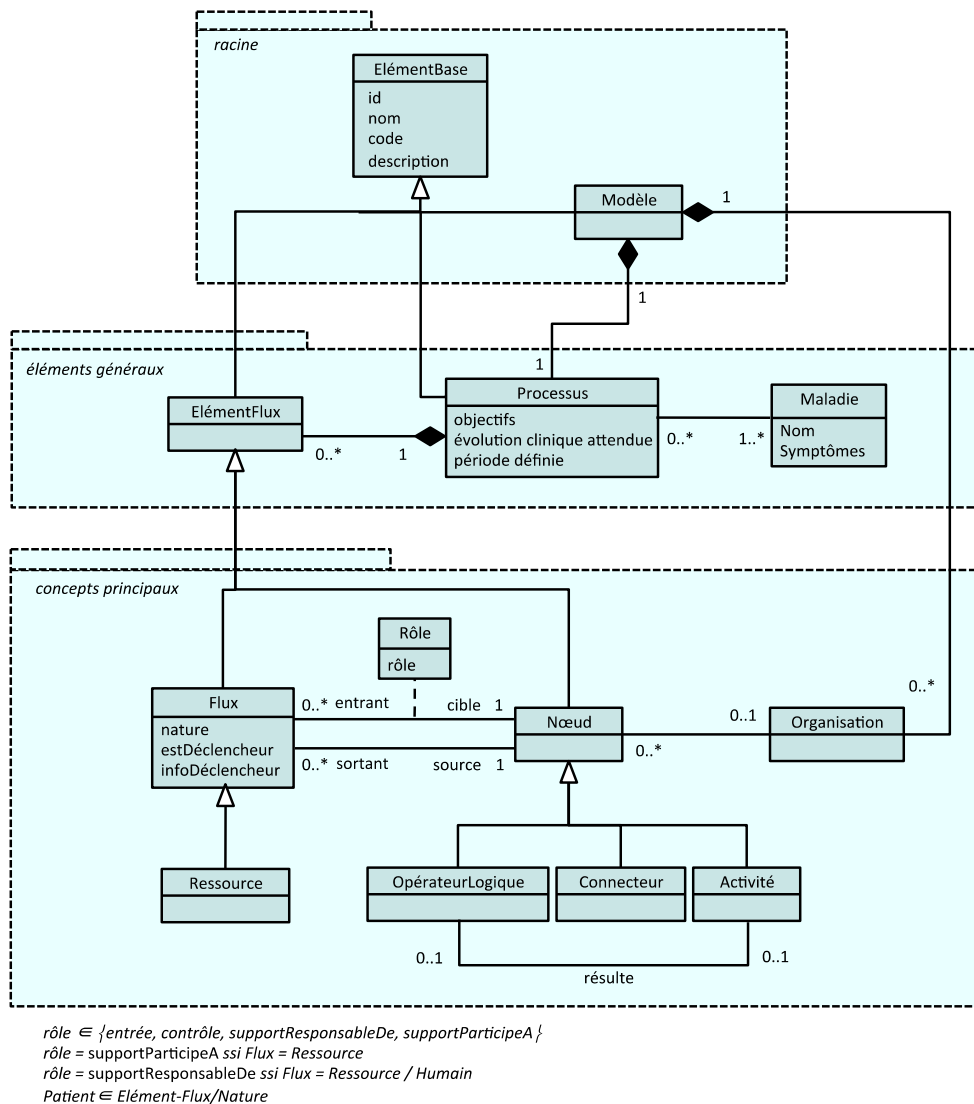 racine
ElémentBase
id
nom
code
description
Modèle
1
1
éléments généraux
1
ElémentFlux
Processus
objectifs
évolution clinique attendue
période définie
Maladie
Nom
Symptômes
0..* 1
0..* 1..*
concepts principaux
Rôle
rôle
Flux
nature
estDéclencheur
infoDéclencheur
0..* entrant cible 1
0..* sortant source 1
Nœud
0..*
0..1
0..*
Organisation
Ressource
OpérateurLogique
Connecteur
Activité
0..1 0..1
résulte
rôle ∈ {entrée, contrôle, supportResponsableDe, supportParticipeA}
rôle = supportParticipeA ssi Flux = Ressource
rôle = supportResponsableDe ssi Flux = Ressource / Humain
Patient ∈ Elément-Flux/Nature